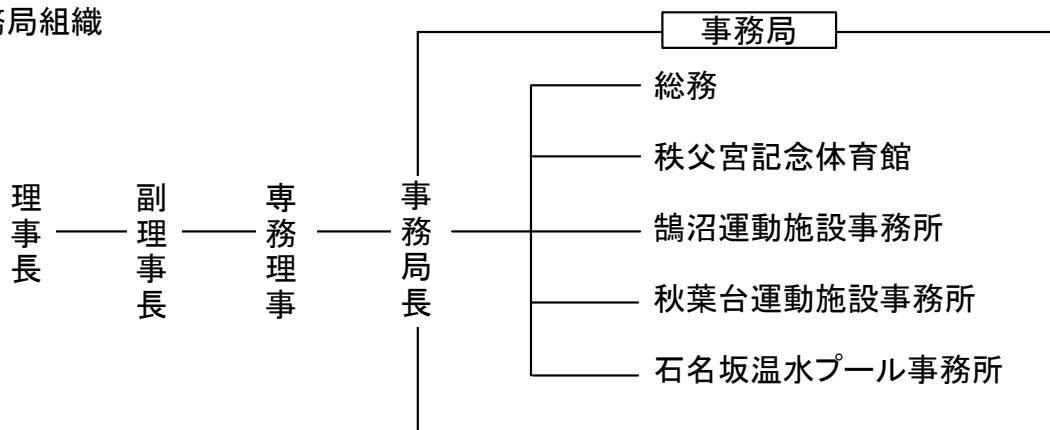 務局組織
事務局
理事長
副理事長
専務理事
事務局長
総務
秩父宮記念体育館
鵠沼運動施設事務所
秋葉台運動施設事務所
石名坂温水プール事務所